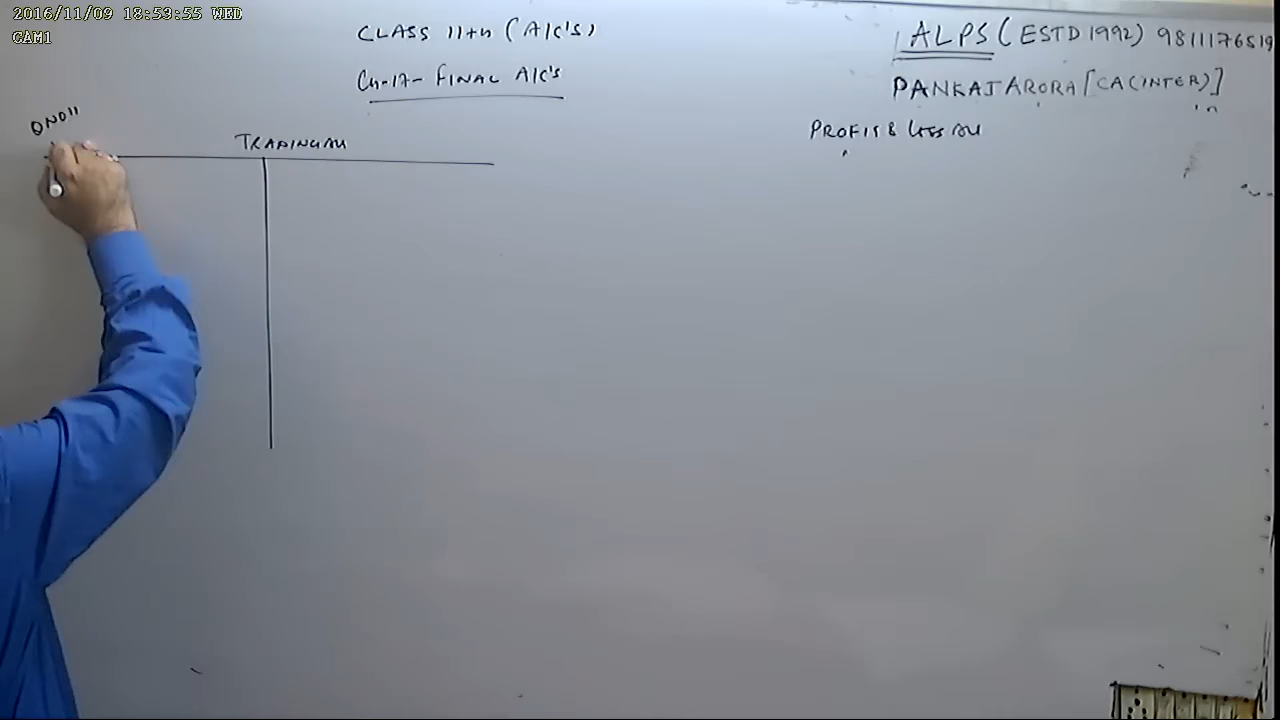 2016/11/09 18:53:55 WED
CAM1
CLASS 11th (A/C's)
Ch-17- FINAL A/C's
ALPS (ESTD 1992) 9811176519
PANKAJ ARORA [CA(INTER)]
QNO11
TRADING A/c
PROFIT & LOSS A/c